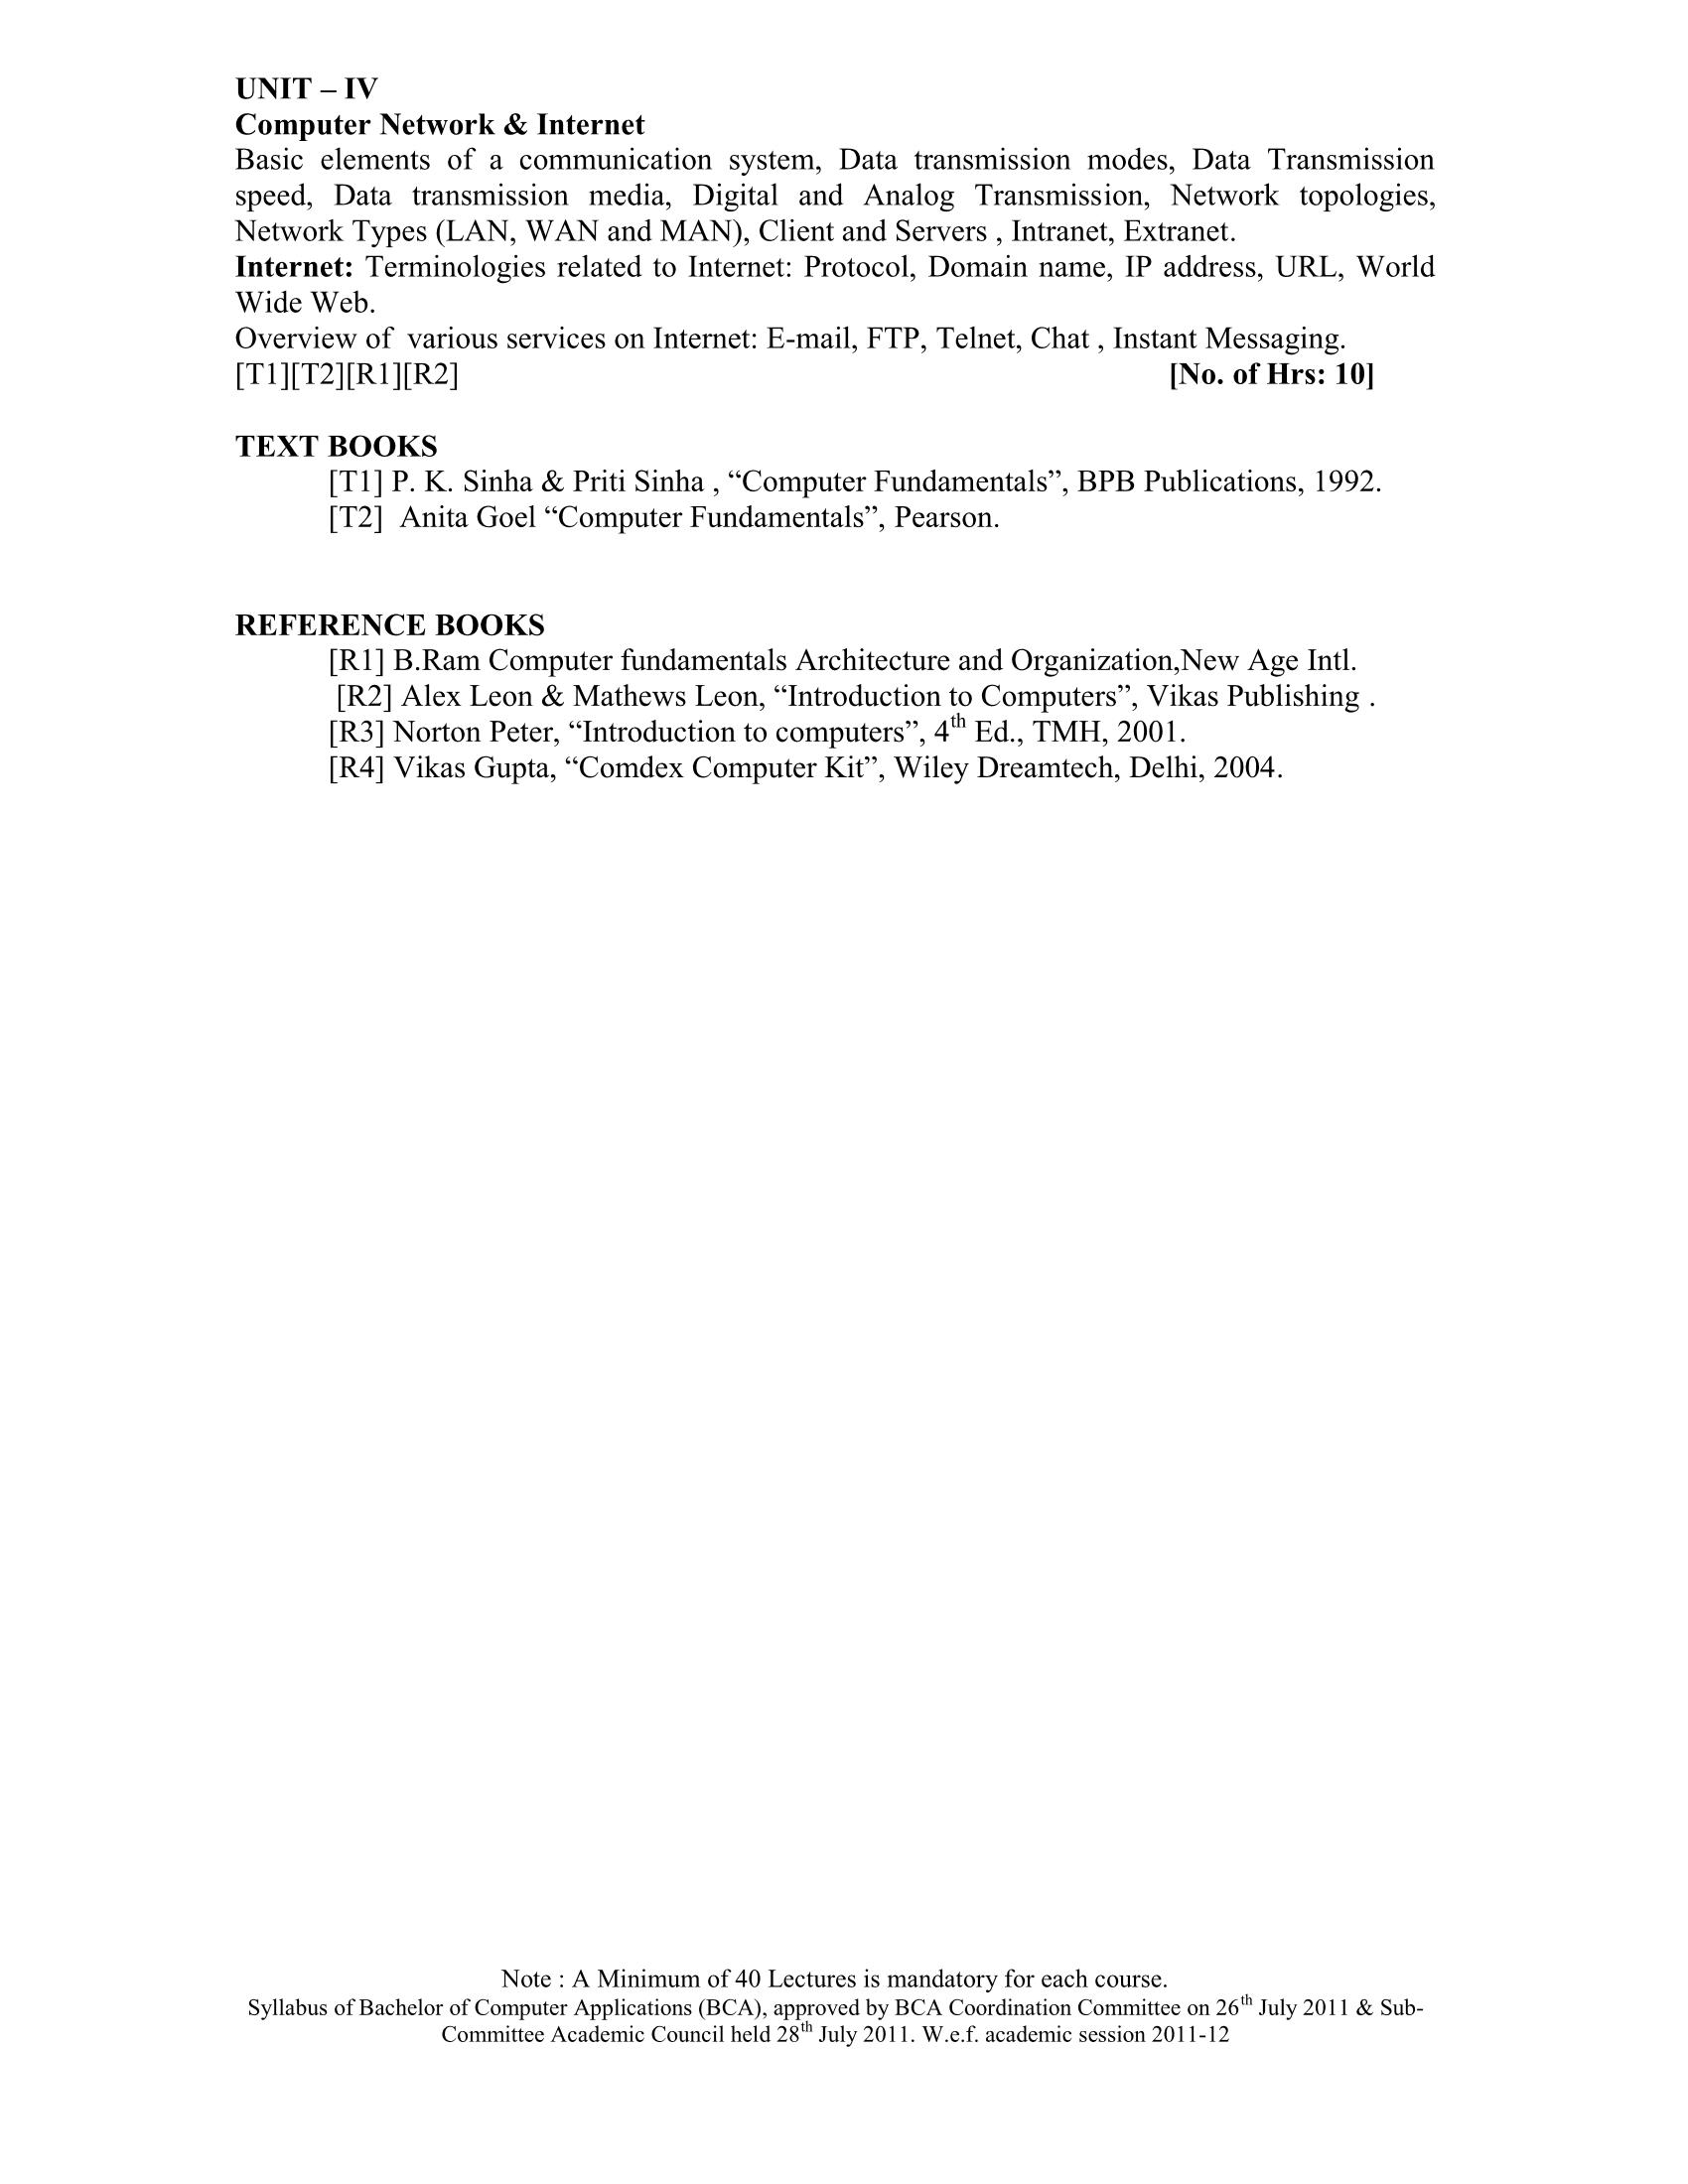 UNIT – IV
Computer Network & Internet
Basic elements of a communication system, Data transmission modes, Data Transmission
speed, Data transmission media, Digital and Analog Transmission, Network topologies,
Network Types (LAN, WAN and MAN), Client and Servers , Intranet, Extranet.
Internet: Terminologies related to Internet: Protocol, Domain name, IP address, URL, World
Wide Web.
Overview of  various services on Internet: E-mail, FTP, Telnet, Chat , Instant Messaging.
[T1][T2][R1][R2] [No. of Hrs: 10]
TEXT BOOKS
[T1] P. K. Sinha & Priti Sinha , “Computer Fundamentals”, BPB Publications, 1992.
[T2]  Anita Goel “Computer Fundamentals”, Pearson.
REFERENCE BOOKS
[R1] B.Ram Computer fundamentals Architecture and Organization,New Age Intl.
[R2] Alex Leon & Mathews Leon, “Introduction to Computers”, Vikas Publishing .
[R3] Norton Peter, “Introduction to computers”, 4th Ed., TMH, 2001.
[R4] Vikas Gupta, “Comdex Computer Kit”, Wiley Dreamtech, Delhi, 2004.
Note : A Minimum of 40 Lectures is mandatory for each course.
Syllabus of Bachelor of Computer Applications (BCA), approved by BCA Coordination Committee on 26th July 2011 & Sub-
Committee Academic Council held 28th July 2011. W.e.f. academic session 2011-12